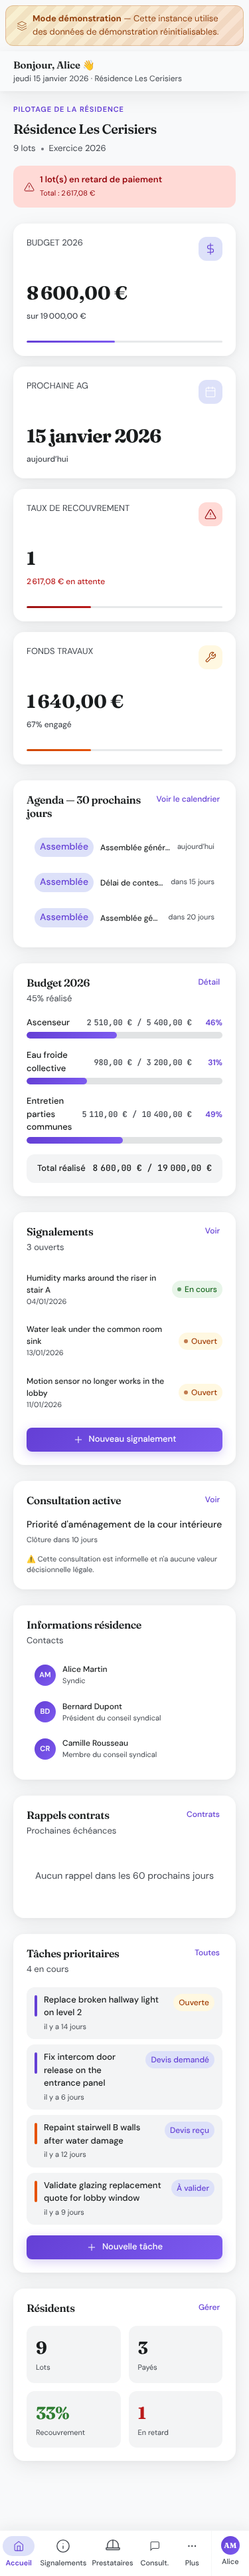 Mode démonstration — Cette instance utilise
des données de démonstration réinitialisables.
Bonjour, Alice 👋
jeudi 15 janvier 2026 · Résidence Les Cerisiers
PILOTAGE DE LA RÉSIDENCE
Résidence Les Cerisiers
9 lots • Exercice 2026
1 lot(s) en retard de paiement
Total : 2 617,08 €
BUDGET 2026
8 600,00 €
sur 19 000,00 €
PROCHAINE AG
15 janvier 2026
aujourd'hui
TAUX DE RECOUVREMENT
1
2 617,08 € en attente
FONDS TRAVAUX
1 640,00 €
67% engagé
Agenda — 30 prochains jours
Voir le calendrier
Assemblée Assemblée génér… aujourd'hui
Assemblée Délai de contes… dans 15 jours
Assemblée Assemblée gé… dans 20 jours
Budget 2026 Détail
45% réalisé
Ascenseur 2 510,00 € / 5 400,00 € 46%
Eau froide collective 980,00 € / 3 200,00 € 31%
Entretien parties communes 5 110,00 € / 10 400,00 € 49%
Total réalisé 8 600,00 € / 19 000,00 €
Signalements Voir
3 ouverts
Humidity marks around the riser in
stair A
04/01/2026
En cours
Water leak under the common room
sink
13/01/2026
Ouvert
Motion sensor no longer works in the
lobby
11/01/2026
Ouvert
+ Nouveau signalement
Consultation active Voir
Priorité d'aménagement de la cour intérieure
Clôture dans 10 jours
⚠️ Cette consultation est informelle et n'a aucune valeur
décisionnelle légale.
Informations résidence
Contacts
AM Alice Martin
Syndic
BD Bernard Dupont
Président du conseil syndical
CR Camille Rousseau
Membre du conseil syndical
Rappels contrats Contrats
Prochaines échéances
Aucun rappel dans les 60 prochains jours
Tâches prioritaires Toutes
4 en cours
Replace broken hallway light
on level 2
il y a 14 jours
Ouverte
Fix intercom door
release on the
entrance panel
il y a 6 jours
Devis demandé
Repaint stairwell B walls
after water damage
il y a 12 jours
Devis reçu
Validate glazing replacement
quote for lobby window
il y a 9 jours
À valider
+ Nouvelle tâche
Résidents Gérer
9
Lots
3
Payés
33%
Recouvrement
1
En retard
Accueil Signalements Prestataires Consult. Plus
AM
Alice